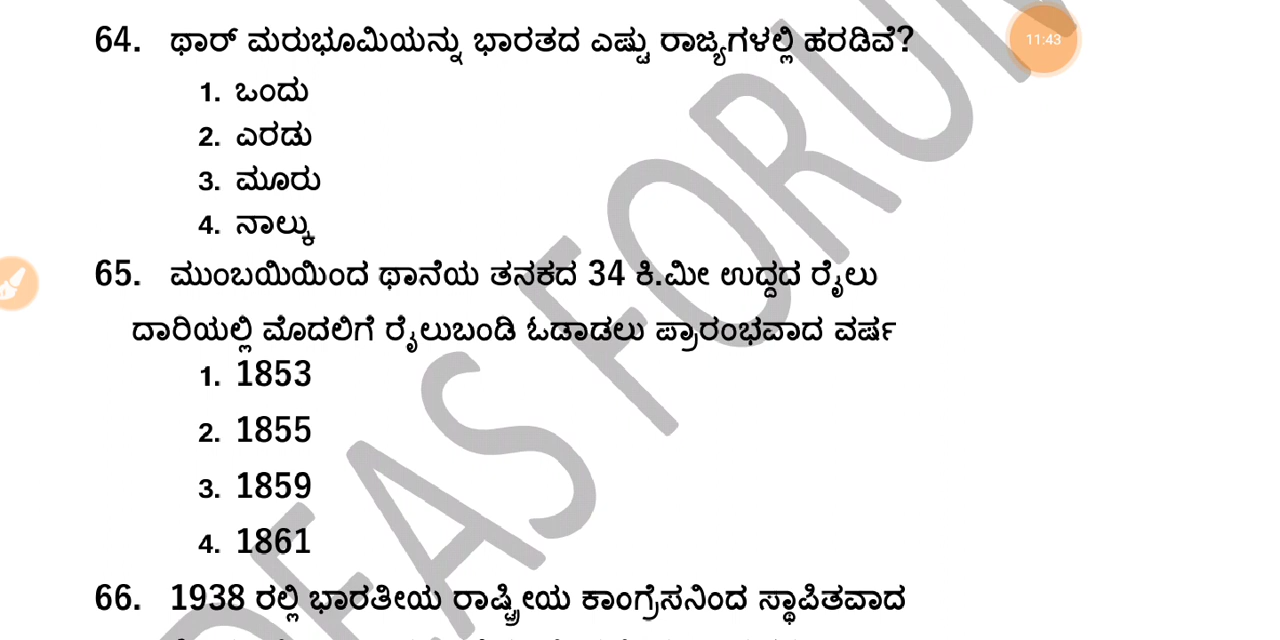 64. ಥಾರ್ ಮರುಭೂಮಿಯನ್ನು ಭಾರತದ ಎಷ್ಟು ರಾಜ್ಯಗಳಲ್ಲಿ ಹರಡಿವೆ?
11:43
1. ಒಂದು
2. ಎರಡು
3. ಮೂರು
4. ನಾಲ್ಕು
65. ಮುಂಬಯಿಯಿಂದ ಥಾನೆಯ ತನಕದ 34 ಕಿ.ಮೀ ಉದ್ದದ ರೈಲು
ದಾರಿಯಲ್ಲಿ ಮೊದಲಿಗೆ ರೈಲುಬಂಡಿ ಓಡಾಡಲು ಪ್ರಾರಂಭವಾದ ವರ್ಷ
1. 1853
2. 1855
3. 1859
4. 1861
66. 1938 ರಲ್ಲಿ ಭಾರತೀಯ ರಾಷ್ಟ್ರೀಯ ಕಾಂಗ್ರೆಸನಿಂದ ಸ್ಥಾಪಿತವಾದ
EAS FORU